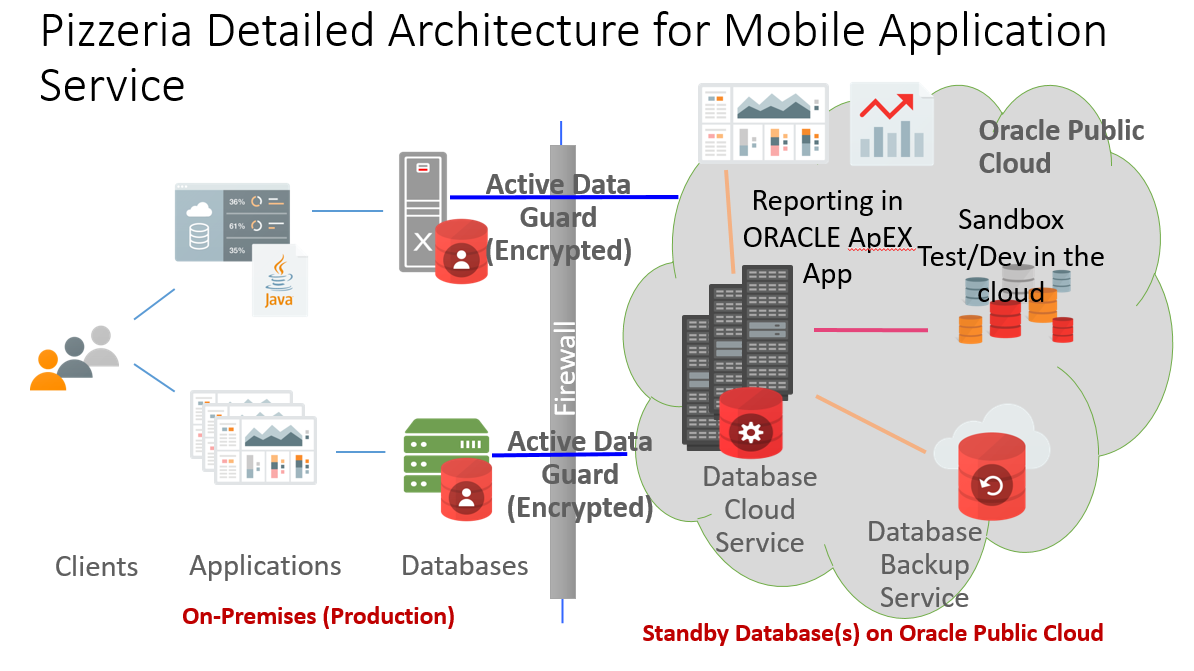 Pizzeria Detailed Architecture for Mobile Application
Service
Oracle Public
Cloud
Active Data
Guard
(Encrypted)
Reporting in
ORACLE ApEX
App
Sandbox
Test/Dev in the
cloud
36%
61%
35%
Java
X
Firewall
Active Data
Guard
(Encrypted)
Database
Cloud
Service
Database
Backup
Service
Clients
Applications
Databases
On-Premises (Production)
Standby Database(s) on Oracle Public Cloud